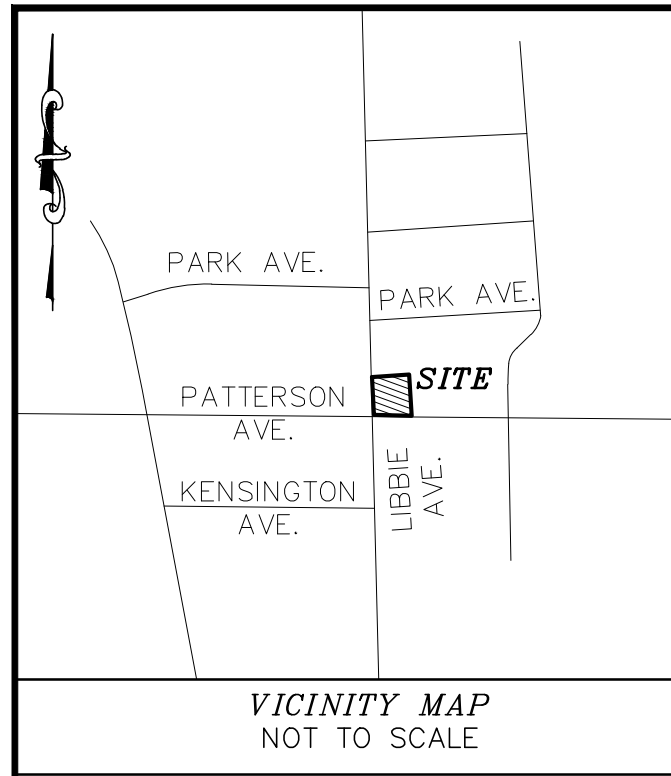 PARK AVE.
PARK AVE.
SITE
PATTERSON
AVE.
LIBBIE
AVE.
KENSINGTON
AVE.
VICINITY MAP
NOT TO SCALE